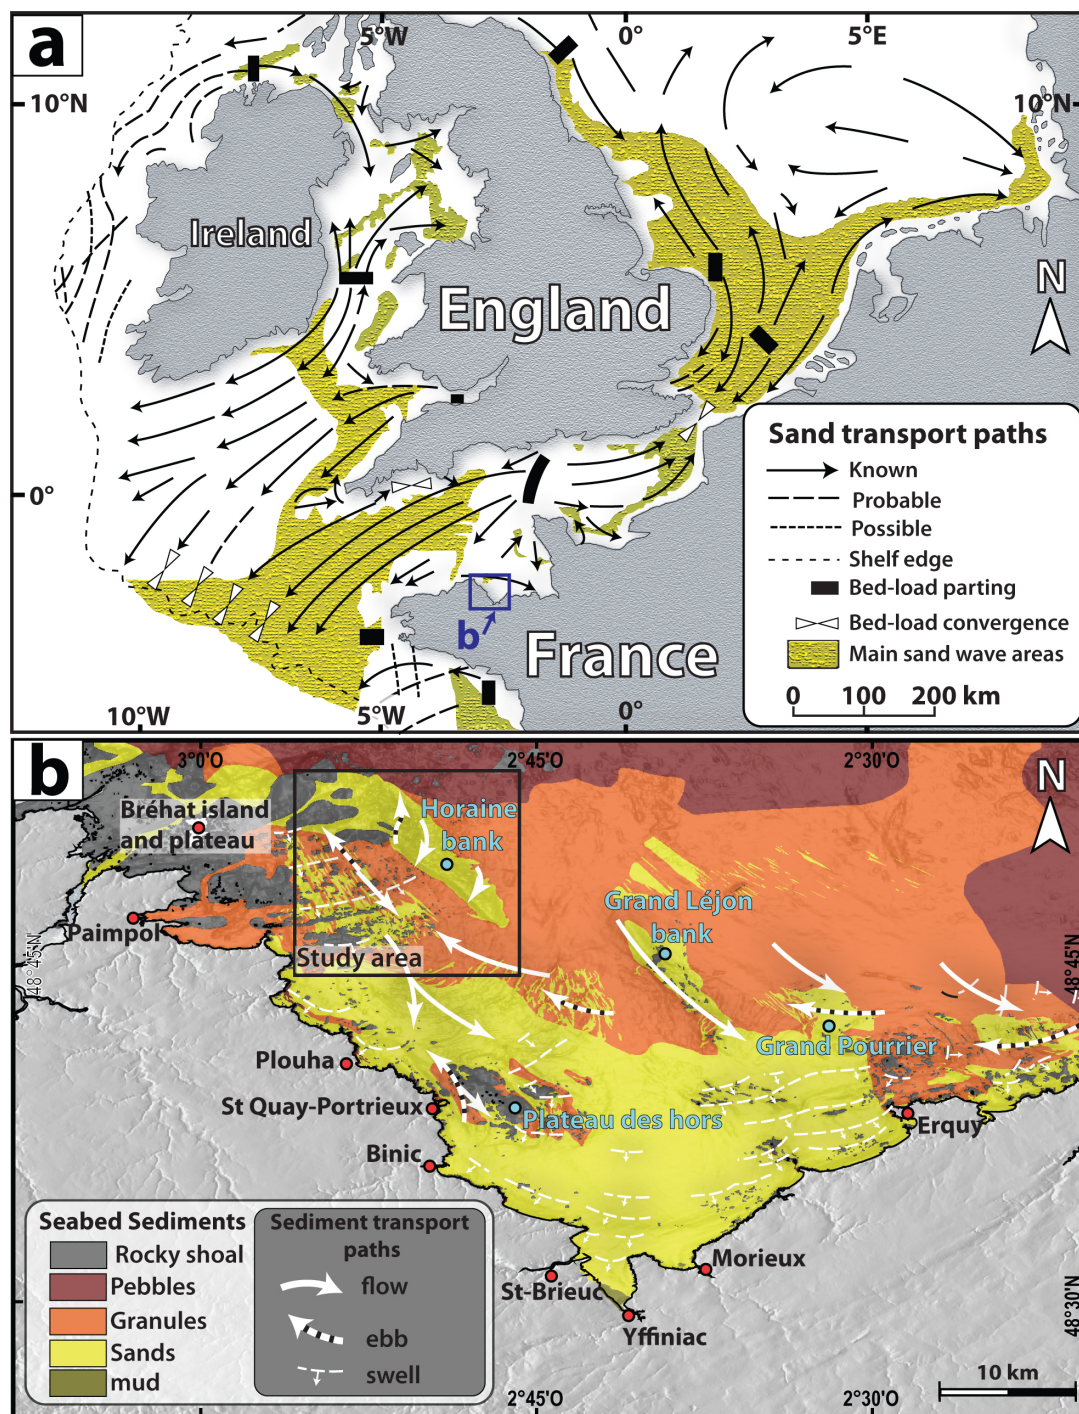 a
5°W
0°
5°E
10°N
10°N
Ireland
England
N
Sand transport paths
Known
Probable
Possible
Shelf edge
Bed-load parting
Bed-load convergence
Main sand wave areas
0 100 200 km
0°
b
France
10°W
5°W
0°
b
3°0'O
2°45'O
2°30'O
N
Bréhat island
and plateau
Horaine
bank
Grand Léjon
bank
Paimpol
48°45'N
Study area
48°45'N
Grand Pourrier
Plouha
St Quay-Portrieux
Plateau des hors
Erquy
Binic
Seabed Sediments
Rocky shoal
Pebbles
Granules
Sands
mud
Sediment transport
paths
flow
ebb
swell
Morieux
St-Brieuc
Yffiniac
48°30'N
10 km
2°45'O
2°30'O